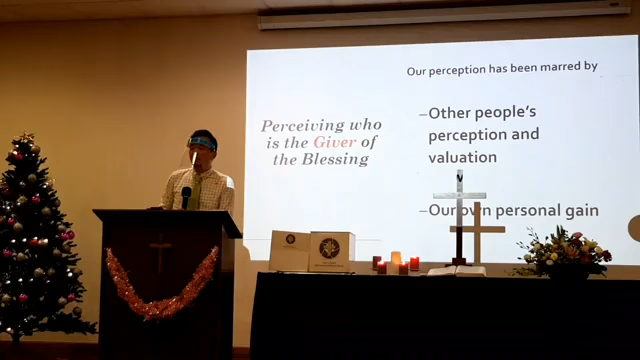 Our perception has been marred by
Perceiving who
is the Giver of
the Blessing
–Other people's
perception and
valuation
–Our own personal gain